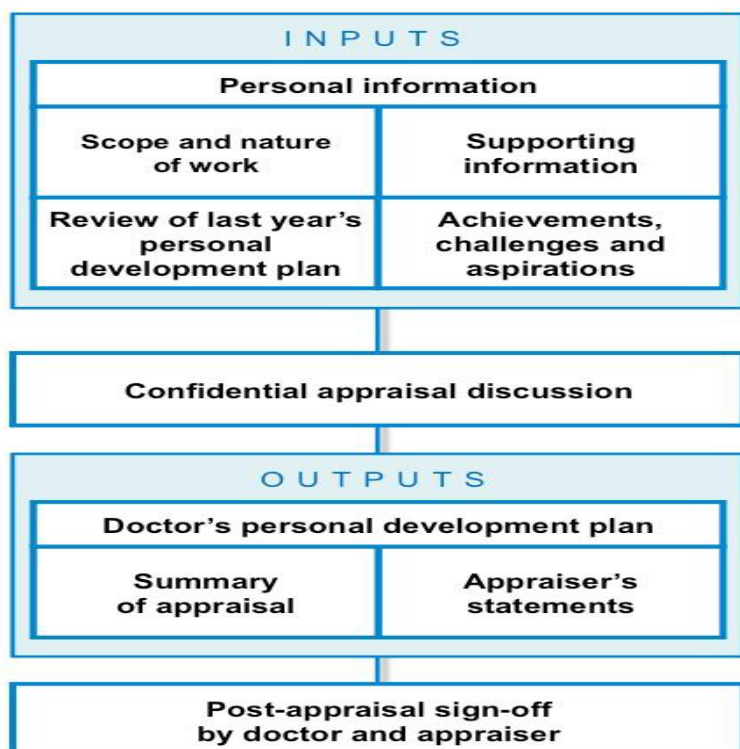 INPUTS
Personal information
Scope and nature
of work
Supporting
information
Review of last year’s
personal
development plan
Achievements,
challenges and
aspirations
Confidential appraisal discussion
OUTPUTS
Doctor’s personal development plan
Summary
of appraisal
Appraiser’s
statements
Post-appraisal sign-off
by doctor and appraiser